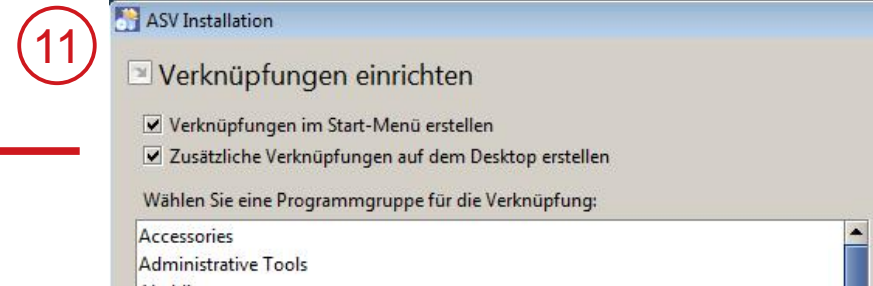 11
ASV Installation
Verknüpfungen einrichten
Verknüpfungen im Start-Menü erstellen
Zusätzliche Verknüpfungen auf dem Desktop erstellen
Wählen Sie eine Programmgruppe für die Verknüpfung:
Accessories
Administrative Tools